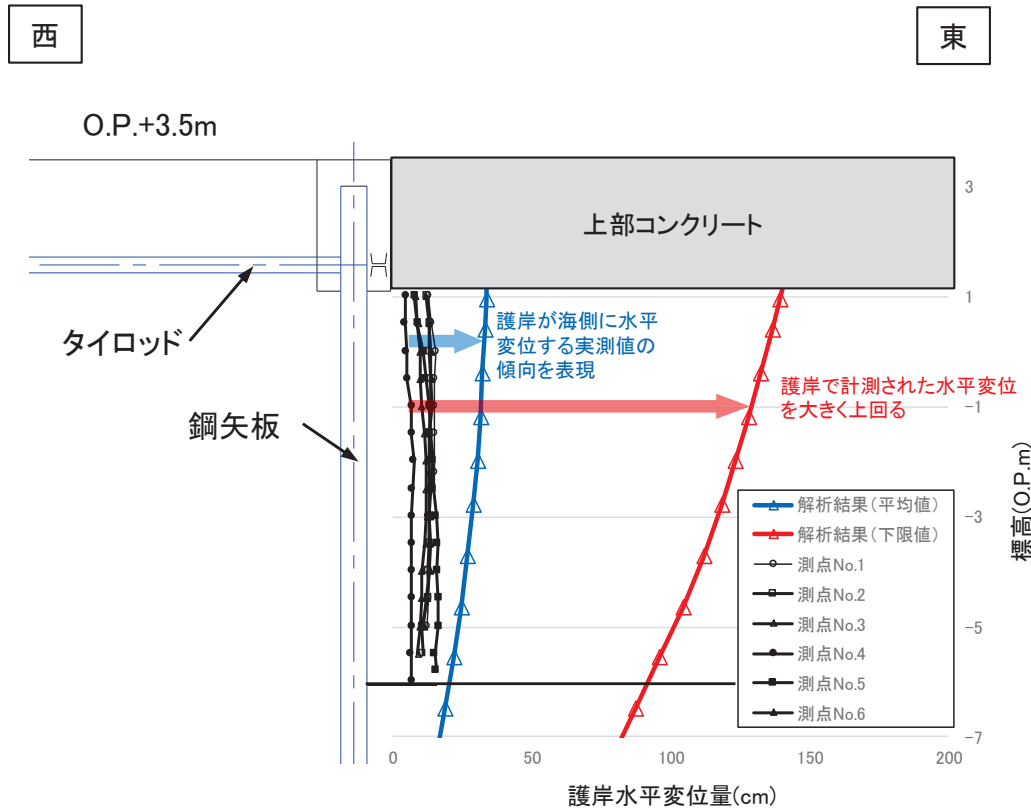 西
東
O.P.+3.5m
上部コンクリート
タイロッド
鋼矢板
護岸が海側に水平
変位する実測値の
傾向を表現
護岸で計測された水平変位
を大きく上回る
解析結果(平均値)
解析結果(下限値)
測点No.1
測点No.2
測点No.3
測点No.4
測点No.5
測点No.6
3
1
-1
-3
-5
-7
標高(O.P.m)
0
50
100
150
200
護岸水平変位量(cm)